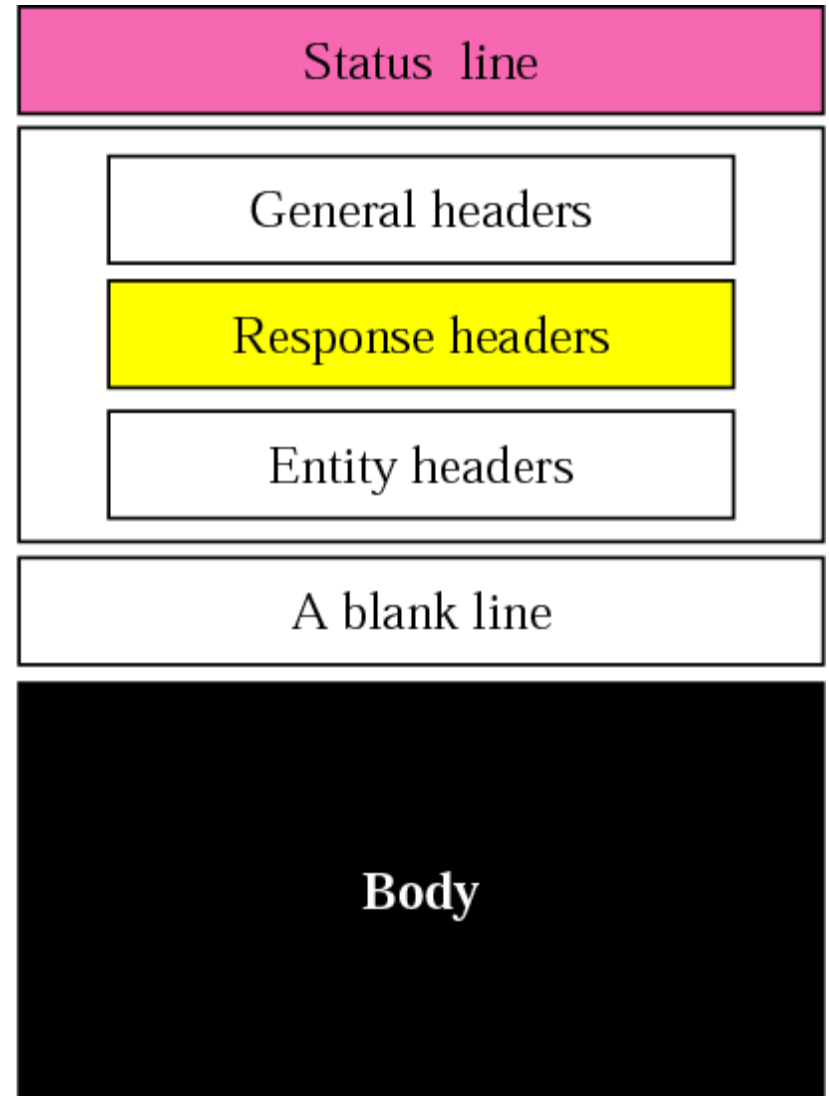 Status line
General headers
Response headers
Entity headers
A blank line
Body